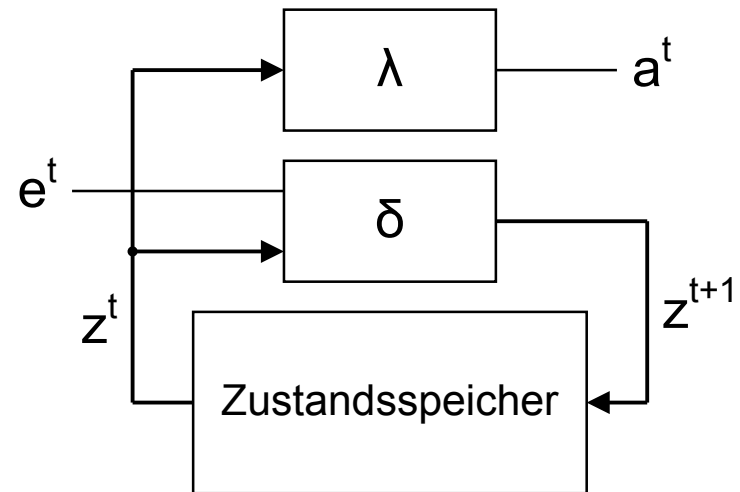 λ
a^t
e^t
δ
z^t
z^{t+1}
Zustandsspeicher